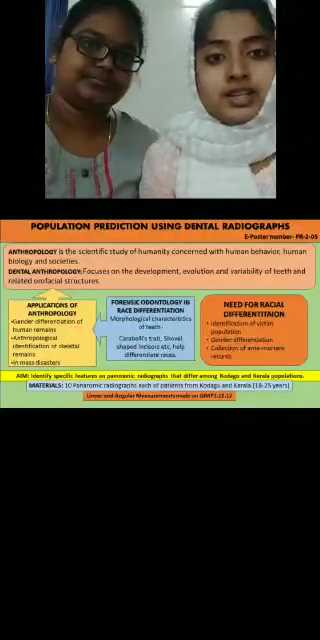 POPULATION PREDICTION USING DENTAL RADIOGRAPHS
E-Poster number- PR-2-05
ANTHROPOLOGY is the scientific study of humanity concerned with human behavior, human
biology and societies.
DENTAL ANTHROPOLOGY: Focuses on the development, evolution and variability of teeth and
related orofacial structures.
APPLICATIONS OF
ANTHROPOLOGY
•Gender differentiation of
human remains
•Anthropological
identification of skeletal
remains
•In mass disasters
FORENSIC ODONTOLOGY IN
RACE DIFFERENTIATION
Morphological characteristics
of teeth-
Carabelli's trait, Shovel
shaped incisors etc, help
differentiate races.
NEED FOR RACIAL
DIFFERENTIATION
• Identification of victim
population
• Gender differentiation
• Collection of ante-mortem
records
AIM: Identify specific features on panoramic radiographs that differ among Kodagu and Kerala populations.
MATERIALS: 10 Panaromic radiographs each of patients from Kodagu and Kerala [18-25 years]
Linear and Angular Measurements made on